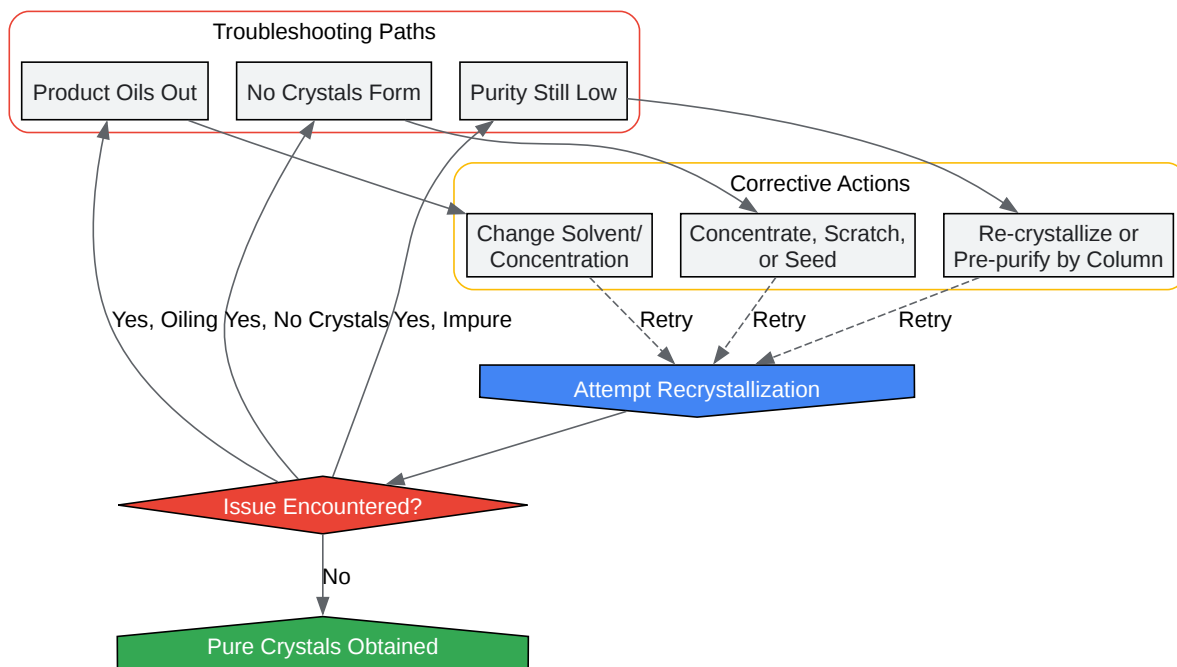 Troubleshooting Paths
Product Oils Out
No Crystals Form
Purity Still Low
Corrective Actions
Change Solvent/
Concentration
Concentrate, Scratch,
or Seed
Re-crystallize or
Pre-purify by Column
Yes, Oiling
Yes, No Crystals
Yes, Impure
Retry
Retry
Retry
Attempt Recrystallization
Issue Encountered?
No
Pure Crystals Obtained